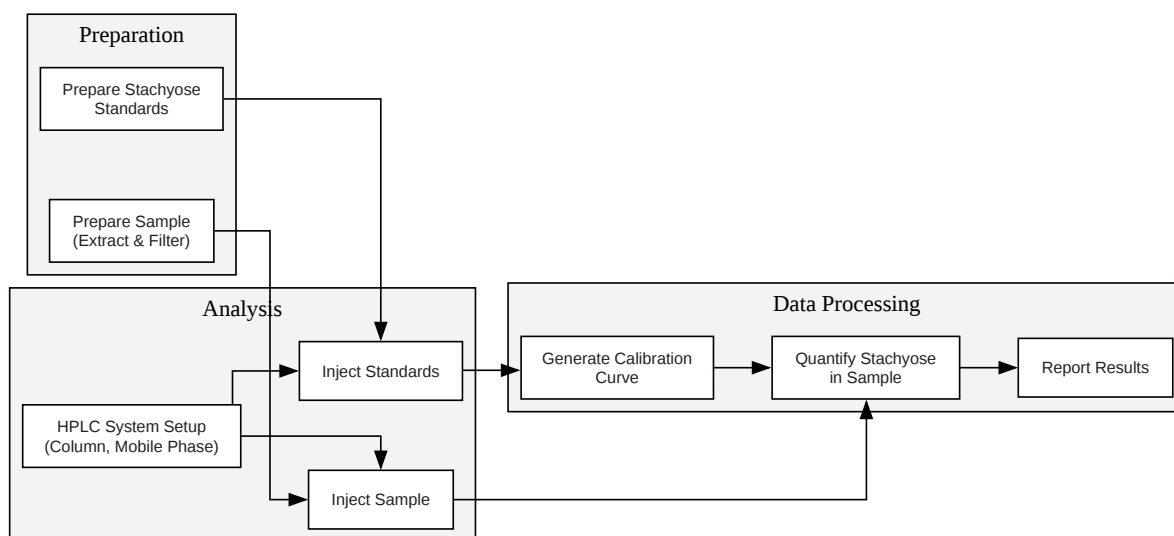 Preparation
Prepare Stachyose
Standards
Prepare Sample
(Extract & Filter)
Analysis
Inject Standards
HPLC System Setup
(Column, Mobile Phase)
Inject Sample
Data Processing
Generate Calibration
Curve
Quantify Stachyose
in Sample
Report Results